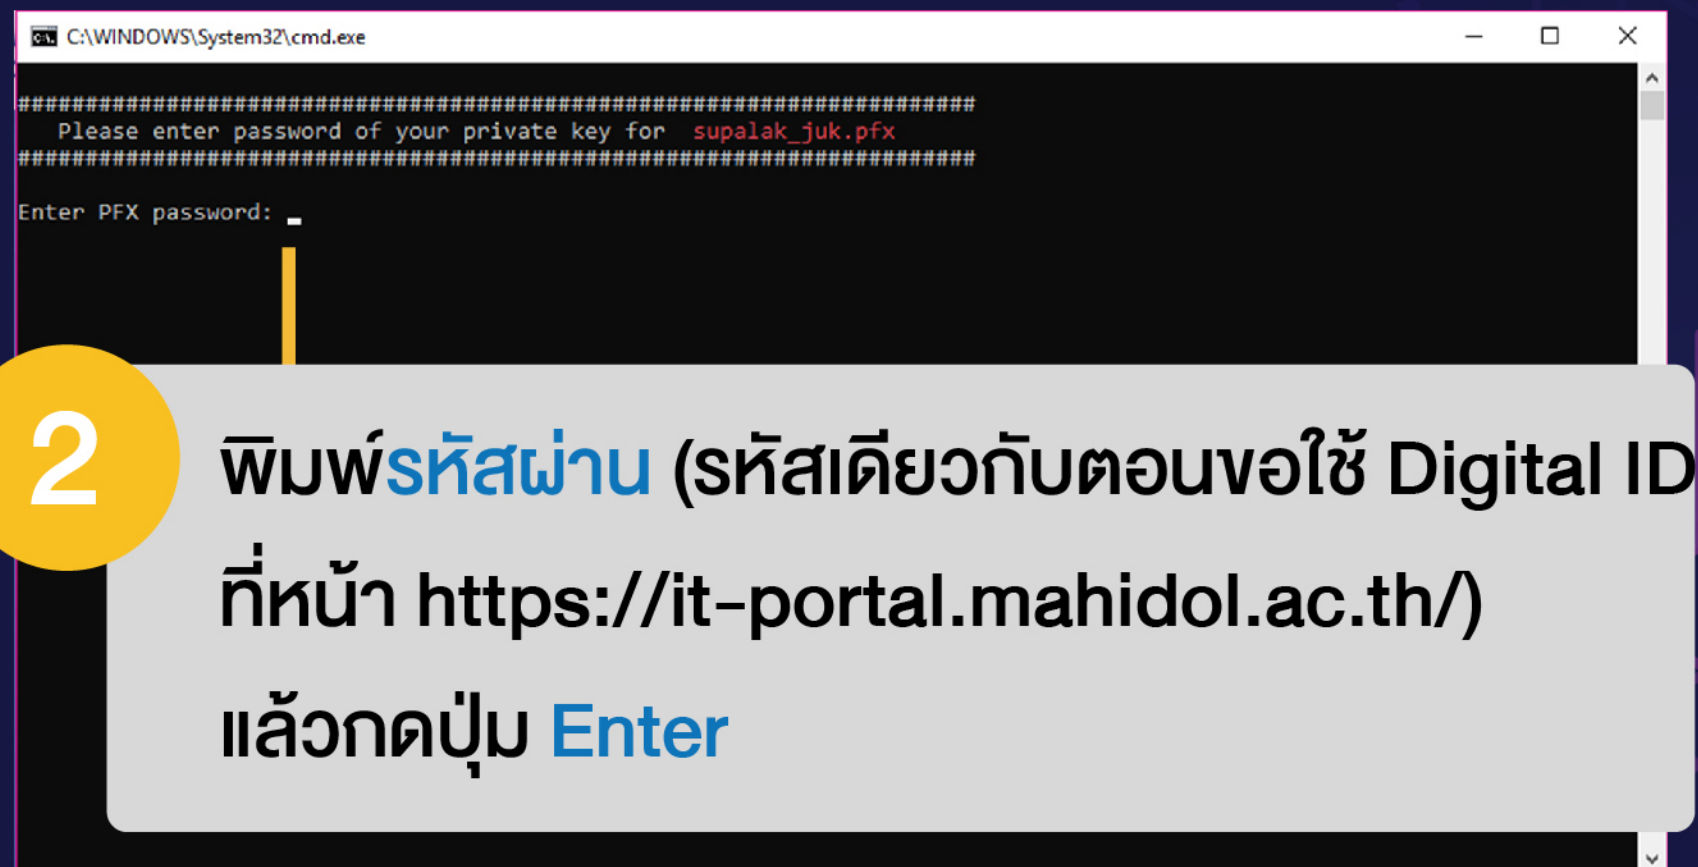 C:\WINDOWS\System32\cmd.exe
#######################################################################
Please enter password of your private key for supalak_juk.pfx
#######################################################################
Enter PFX password:
2
พิมพ์รหัสผ่าน (รหัสเดียวกับตอนขอใช้ Digital ID
ที่หน้า https://it-portal.mahidol.ac.th/)
แล้วกดปุ่ม Enter